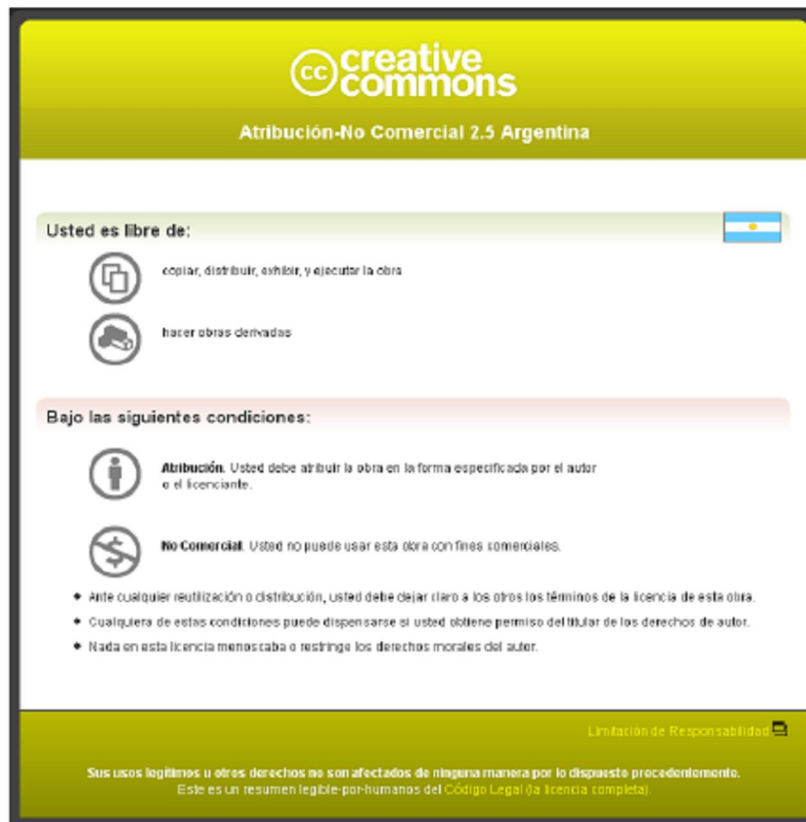 cc creative commons
Atribución-No Comercial 2.5 Argentina
Usted es libre de:
copiar, distribuir, exhibir, y ejecutar la obra
hacer obras derivadas
Bajo las siguientes condiciones:
Atribución. Usted debe atribuir la obra en la forma especificada por el autor
o el licenciante.
No Comercial. Usted no puede usar esta obra con fines comerciales.
Ante cualquier reutilización o distribución, usted debe dejar claro a los otros los términos de la licencia de esta obra.
Cualquiera de estas condiciones puede dispensarse si usted obtiene permiso del titular de los derechos de autor.
Nada en esta licencia menoscaba o restringe los derechos morales del autor.
Limitación de Responsabilidad
Sus usos legítimos u otros derechos no son afectados de ninguna manera por lo dispuesto precedentemente.
Este es un resumen legible-por-humanos del Código Legal (la licencia completa).